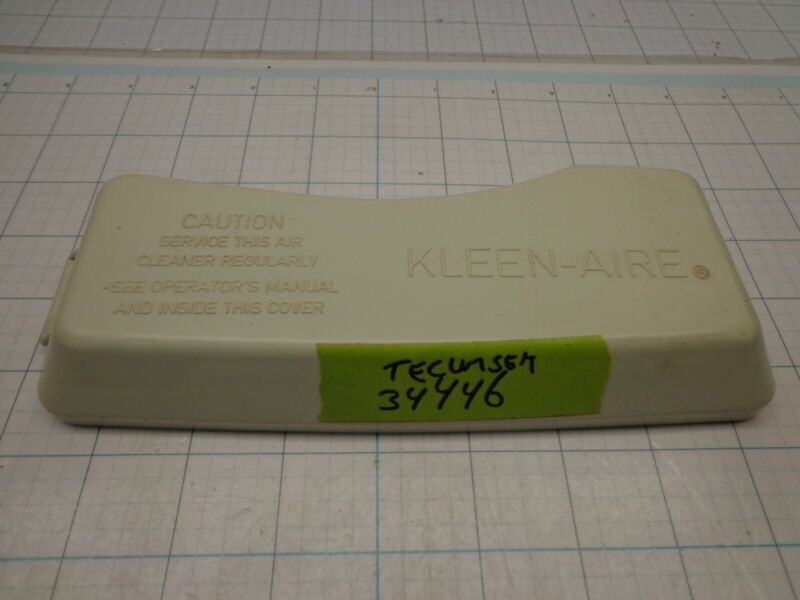 CAUTION
SERVICE THIS AIR
CLEANER REGULARLY
•SEE OPERATOR'S MANUAL
AND INSIDE THIS COVER
KLEEN-AIRE®
TECUMSEH
34446